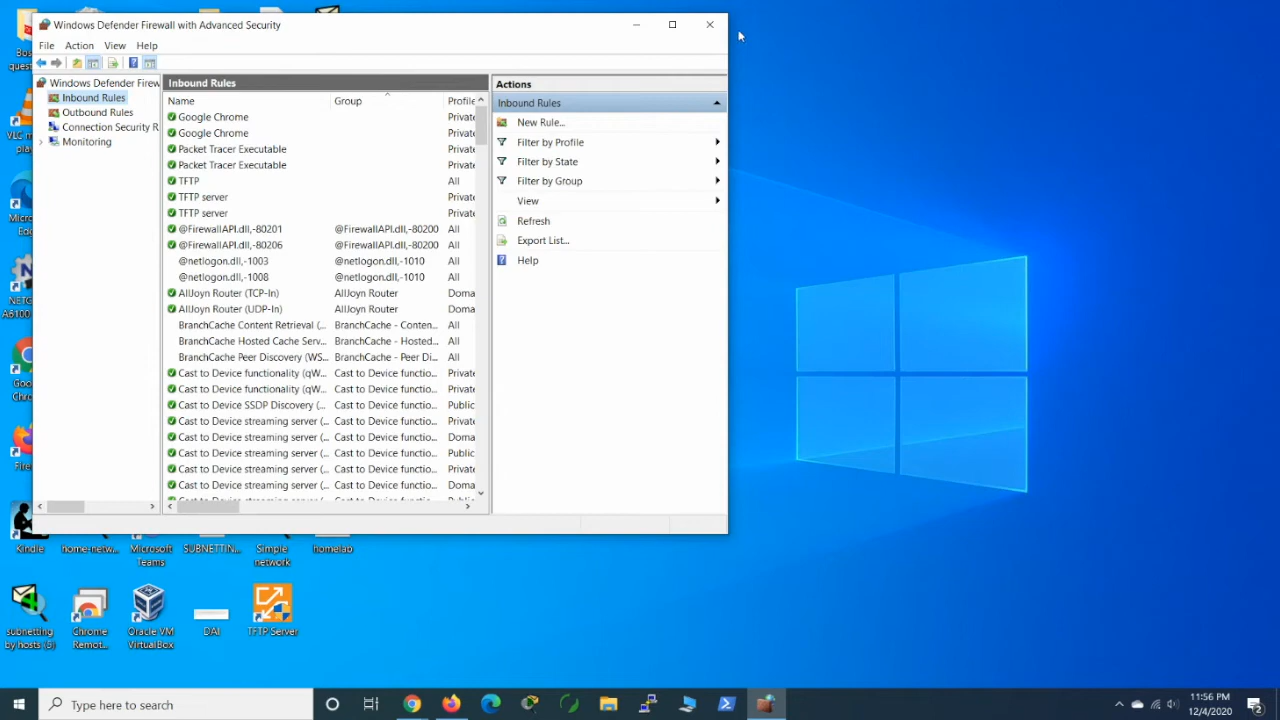 Windows Defender Firewall with Advanced Security
File Action View Help
Windows Defender Firew
Inbound Rules
Outbound Rules
Connection Security R
Monitoring
Inbound Rules
Name Group Profile
Google Chrome Private
Google Chrome Private
Packet Tracer Executable Private
Packet Tracer Executable Private
TFTP All
TFTP server Private
TFTP server Private
@FirewallAPI.dll,-80201 @FirewallAPI.dll,-80200 All
@FirewallAPI.dll,-80206 @FirewallAPI.dll,-80200 All
@netlogon.dll,-1003 @netlogon.dll,-1010 All
@netlogon.dll,-1008 @netlogon.dll,-1010 All
AllJoyn Router (TCP-In) AllJoyn Router Doma
AllJoyn Router (UDP-In) AllJoyn Router Doma
BranchCache Content Retrieval (... BranchCache - Conten... All
BranchCache Hosted Cache Serv... BranchCache - Hosted... All
BranchCache Peer Discovery (WS... BranchCache - Peer Di... All
Cast to Device functionality (qW... Cast to Device functio... Private
Cast to Device functionality (qW... Cast to Device functio... Private
Cast to Device SSDP Discovery (... Cast to Device functio... Public
Cast to Device streaming server (... Cast to Device functio... Private
Cast to Device streaming server (... Cast to Device functio... Doma
Cast to Device streaming server (... Cast to Device functio... Public
Cast to Device streaming server (... Cast to Device functio... Private
Cast to Device streaming server (... Cast to Device functio... Doma
Actions
Inbound Rules
New Rule...
Filter by Profile
Filter by State
Filter by Group
View
Refresh
Export List...
Help
Kindle
home-netw...
Microsoft
Teams
SUBNETTIN...
Simple
network
homelab
subnetting
by hosts (5)
Chrome
Remot...
Oracle VM
VirtualBox
DAI
TFTP Server
Type here to search
11:56 PM
12/4/2020
2